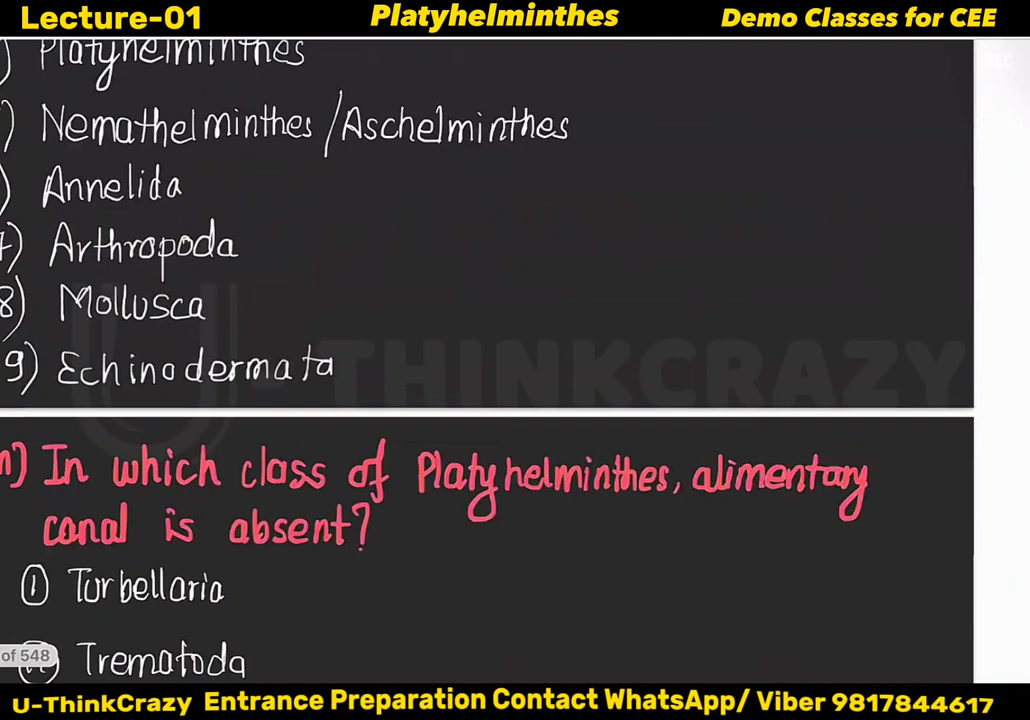 Lecture-01 Platyhelminthes Demo Classes for CEE
) Platyhelminthes
REC
) Nemathelminthes / Aschelminthes
) Annelida
7) Arthropoda
8) Mollusca
U-THINKCRAZY
9) Echinodermata
n) In which class of Platyhelminthes, alimentary
canal is absent?
① Turbellaria
of 548 Trematoda
U-ThinkCrazy Entrance Preparation Contact WhatsApp/ Viber 9817844617